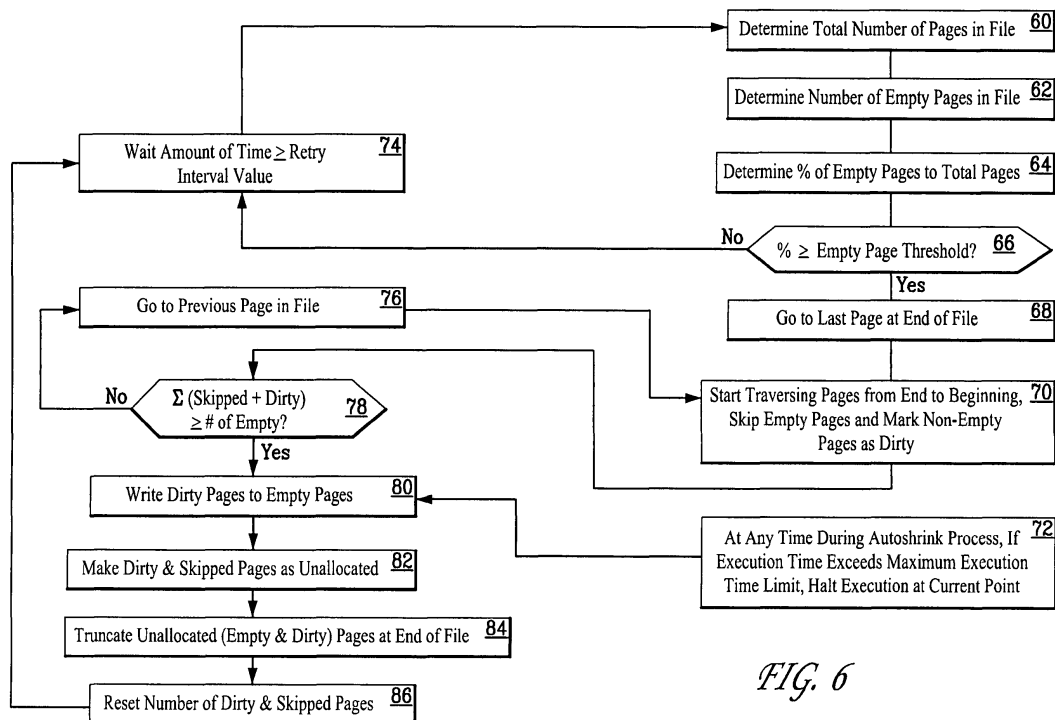 Determine Total Number of Pages in File 60
Determine Number of Empty Pages in File 62
Determine % of Empty Pages to Total Pages 64
% ≥ Empty Page Threshold? 66
No
Yes
Wait Amount of Time ≥ Retry 74
Interval Value
Go to Last Page at End of File 68
Start Traversing Pages from End to Beginning, 70
Skip Empty Pages and Mark Non-Empty
Pages as Dirty
At Any Time During Autoshrink Process, If 72
Execution Time Exceeds Maximum Execution
Time Limit, Halt Execution at Current Point
Go to Previous Page in File 76
No
Σ (Skipped + Dirty) 78
≥ # of Empty?
Yes
Write Dirty Pages to Empty Pages 80
Make Dirty & Skipped Pages as Unallocated 82
Truncate Unallocated (Empty & Dirty) Pages at End of File 84
Reset Number of Dirty & Skipped Pages 86
FIG. 6